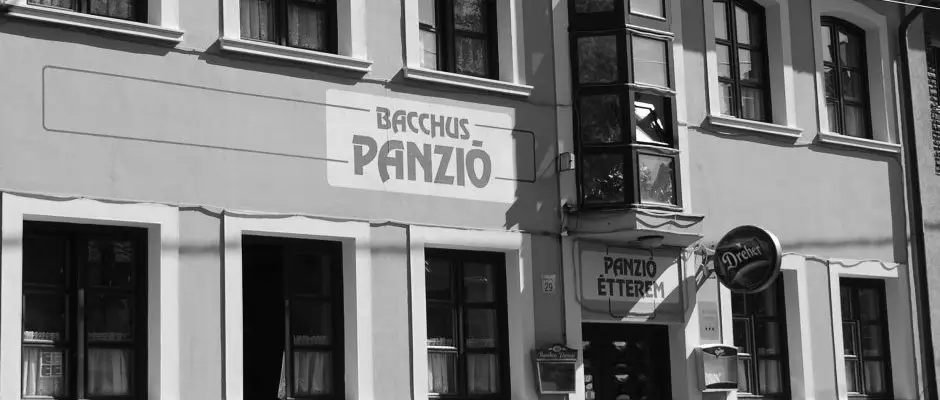 BACCHUS
PANZIÓ
PANZIÓ
ÉTTEREM
Dreher
29